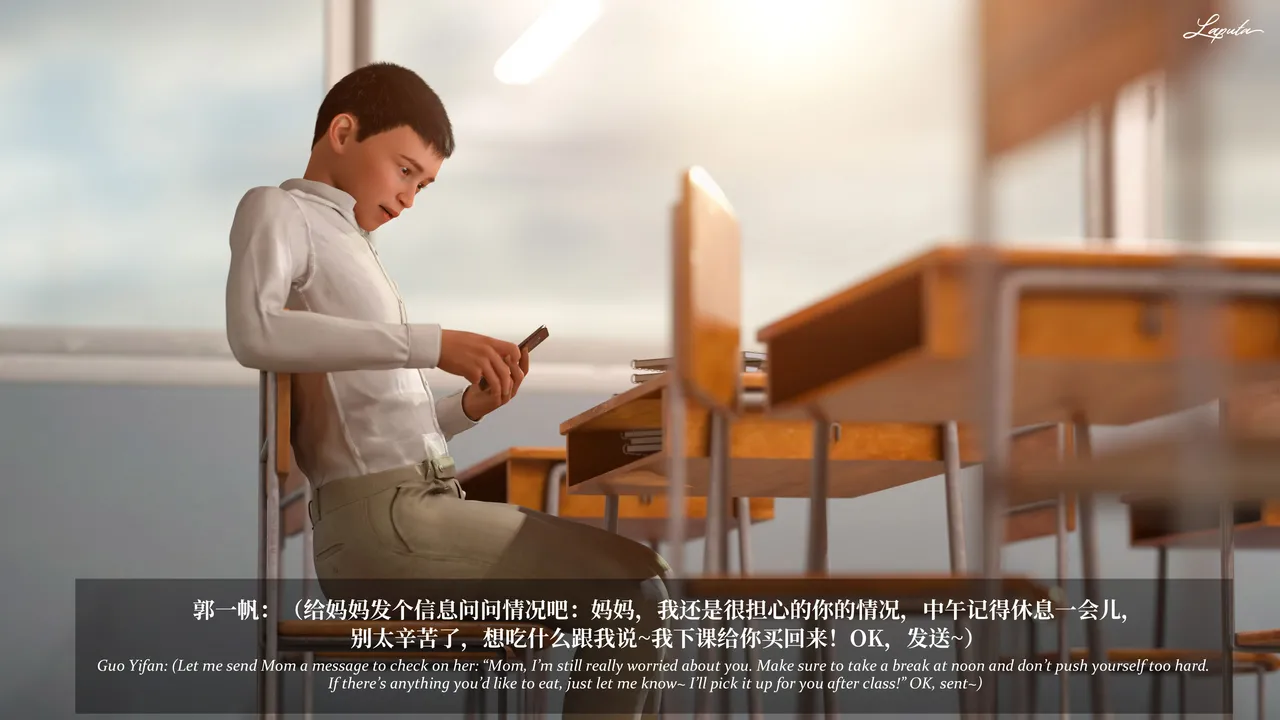 Laputa
郭一帆：（给妈妈发个信息问问情况吧：妈妈，我还是很担心的你的情况，中午记得休息一会儿，
别太辛苦了，想吃什么跟我说~我下课给你买回来！OK，发送~）
Guo Yifan: (Let me send Mom a message to check on her: “Mom, I’m still really worried about you. Make sure to take a break at noon and don’t push yourself too hard.
If there’s anything you’d like to eat, just let me know~ I’ll pick it up for you after class!” OK, sent~)